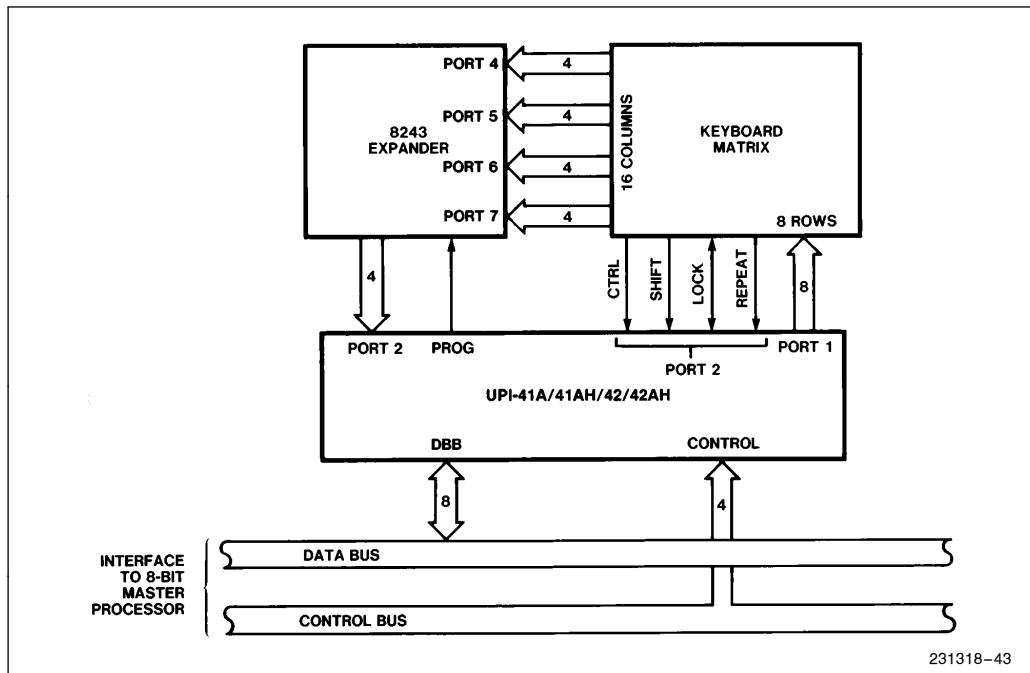 PORT 4
4
PORT 5
4
8243
EXPANDER
PORT 6
4
PORT 7
4
16 COLUMNS
KEYBOARD
MATRIX
8 ROWS
4
CTRL
SHIFT
LOCK
REPEAT
8
PORT 2
PROG
PORT 2
PORT 1
UPI-41A/41AH/42/42AH
DBB
CONTROL
8
4
INTERFACE
TO 8-BIT
MASTER
PROCESSOR
DATA BUS
CONTROL BUS
231318–43